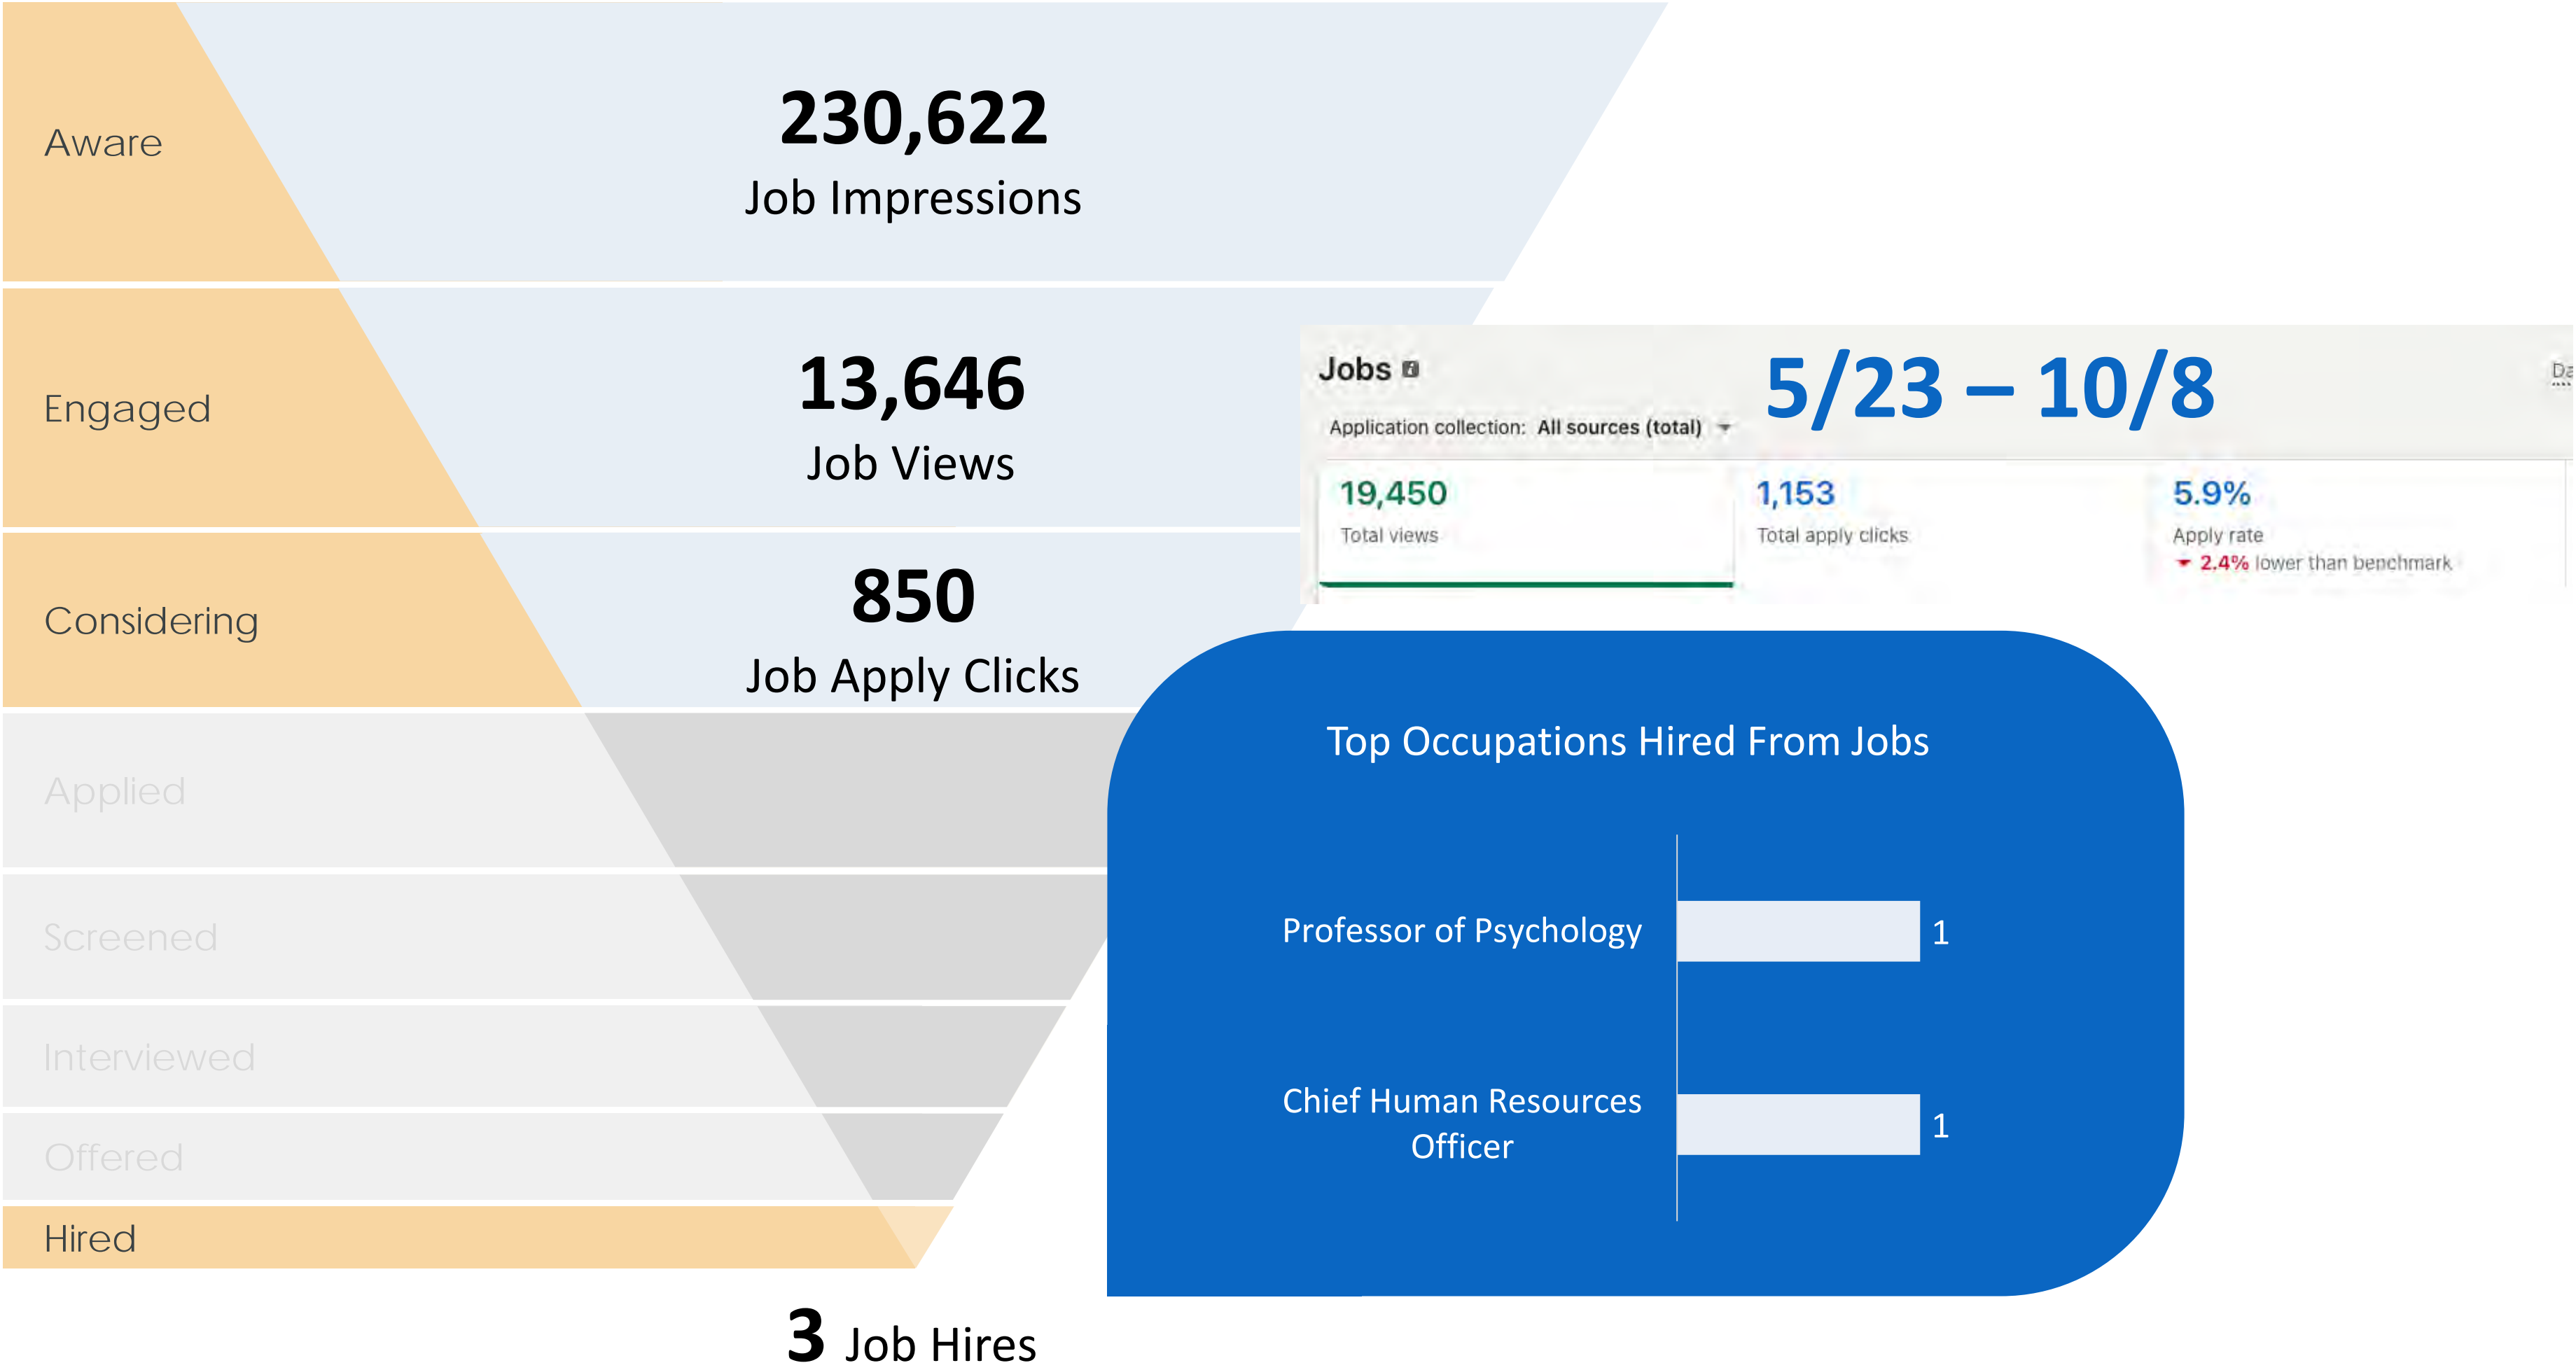 Aware
230,622
Job Impressions
Engaged
13,646
Job Views
Considering
850
Job Apply Clicks
Applied
Screened
Interviewed
Offered
Hired
3 Job Hires
Jobs
5/23 – 10/8
Application collection: All sources (total)
19,450
Total views
1,153
Total apply clicks
5.9%
Apply rate
2.4% lower than benchmark
Top Occupations Hired From Jobs
Professor of Psychology
1
Chief Human Resources
Officer
1